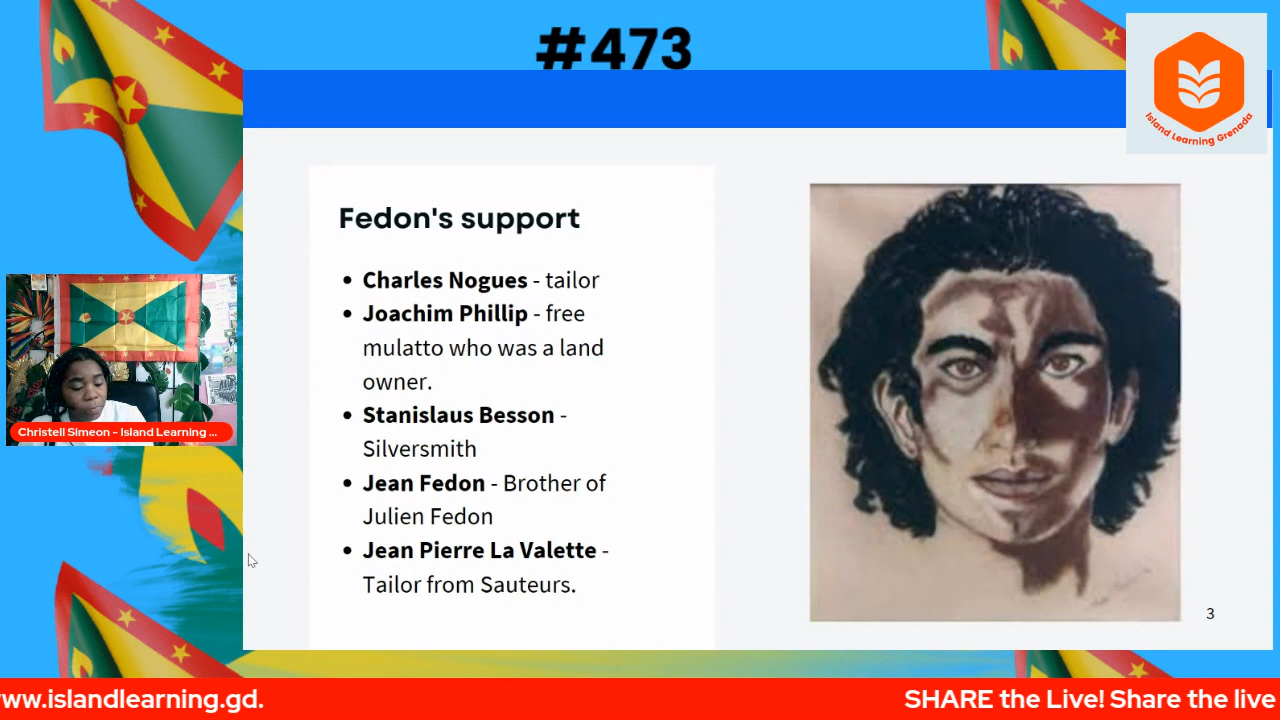 #473
Island Learning Grenada
Fedon's support
Charles Nogues - tailor
Joachim Phillip - free
mulatto who was a land
owner.
Stanislaus Besson -
Silversmith
Jean Fedon - Brother of
Julien Fedon
Jean Pierre La Valette -
Tailor from Sauteurs.
3
Christell Simeon - Island Learning ...
ww.islandlearning.gd.
SHARE the Live! Share the live